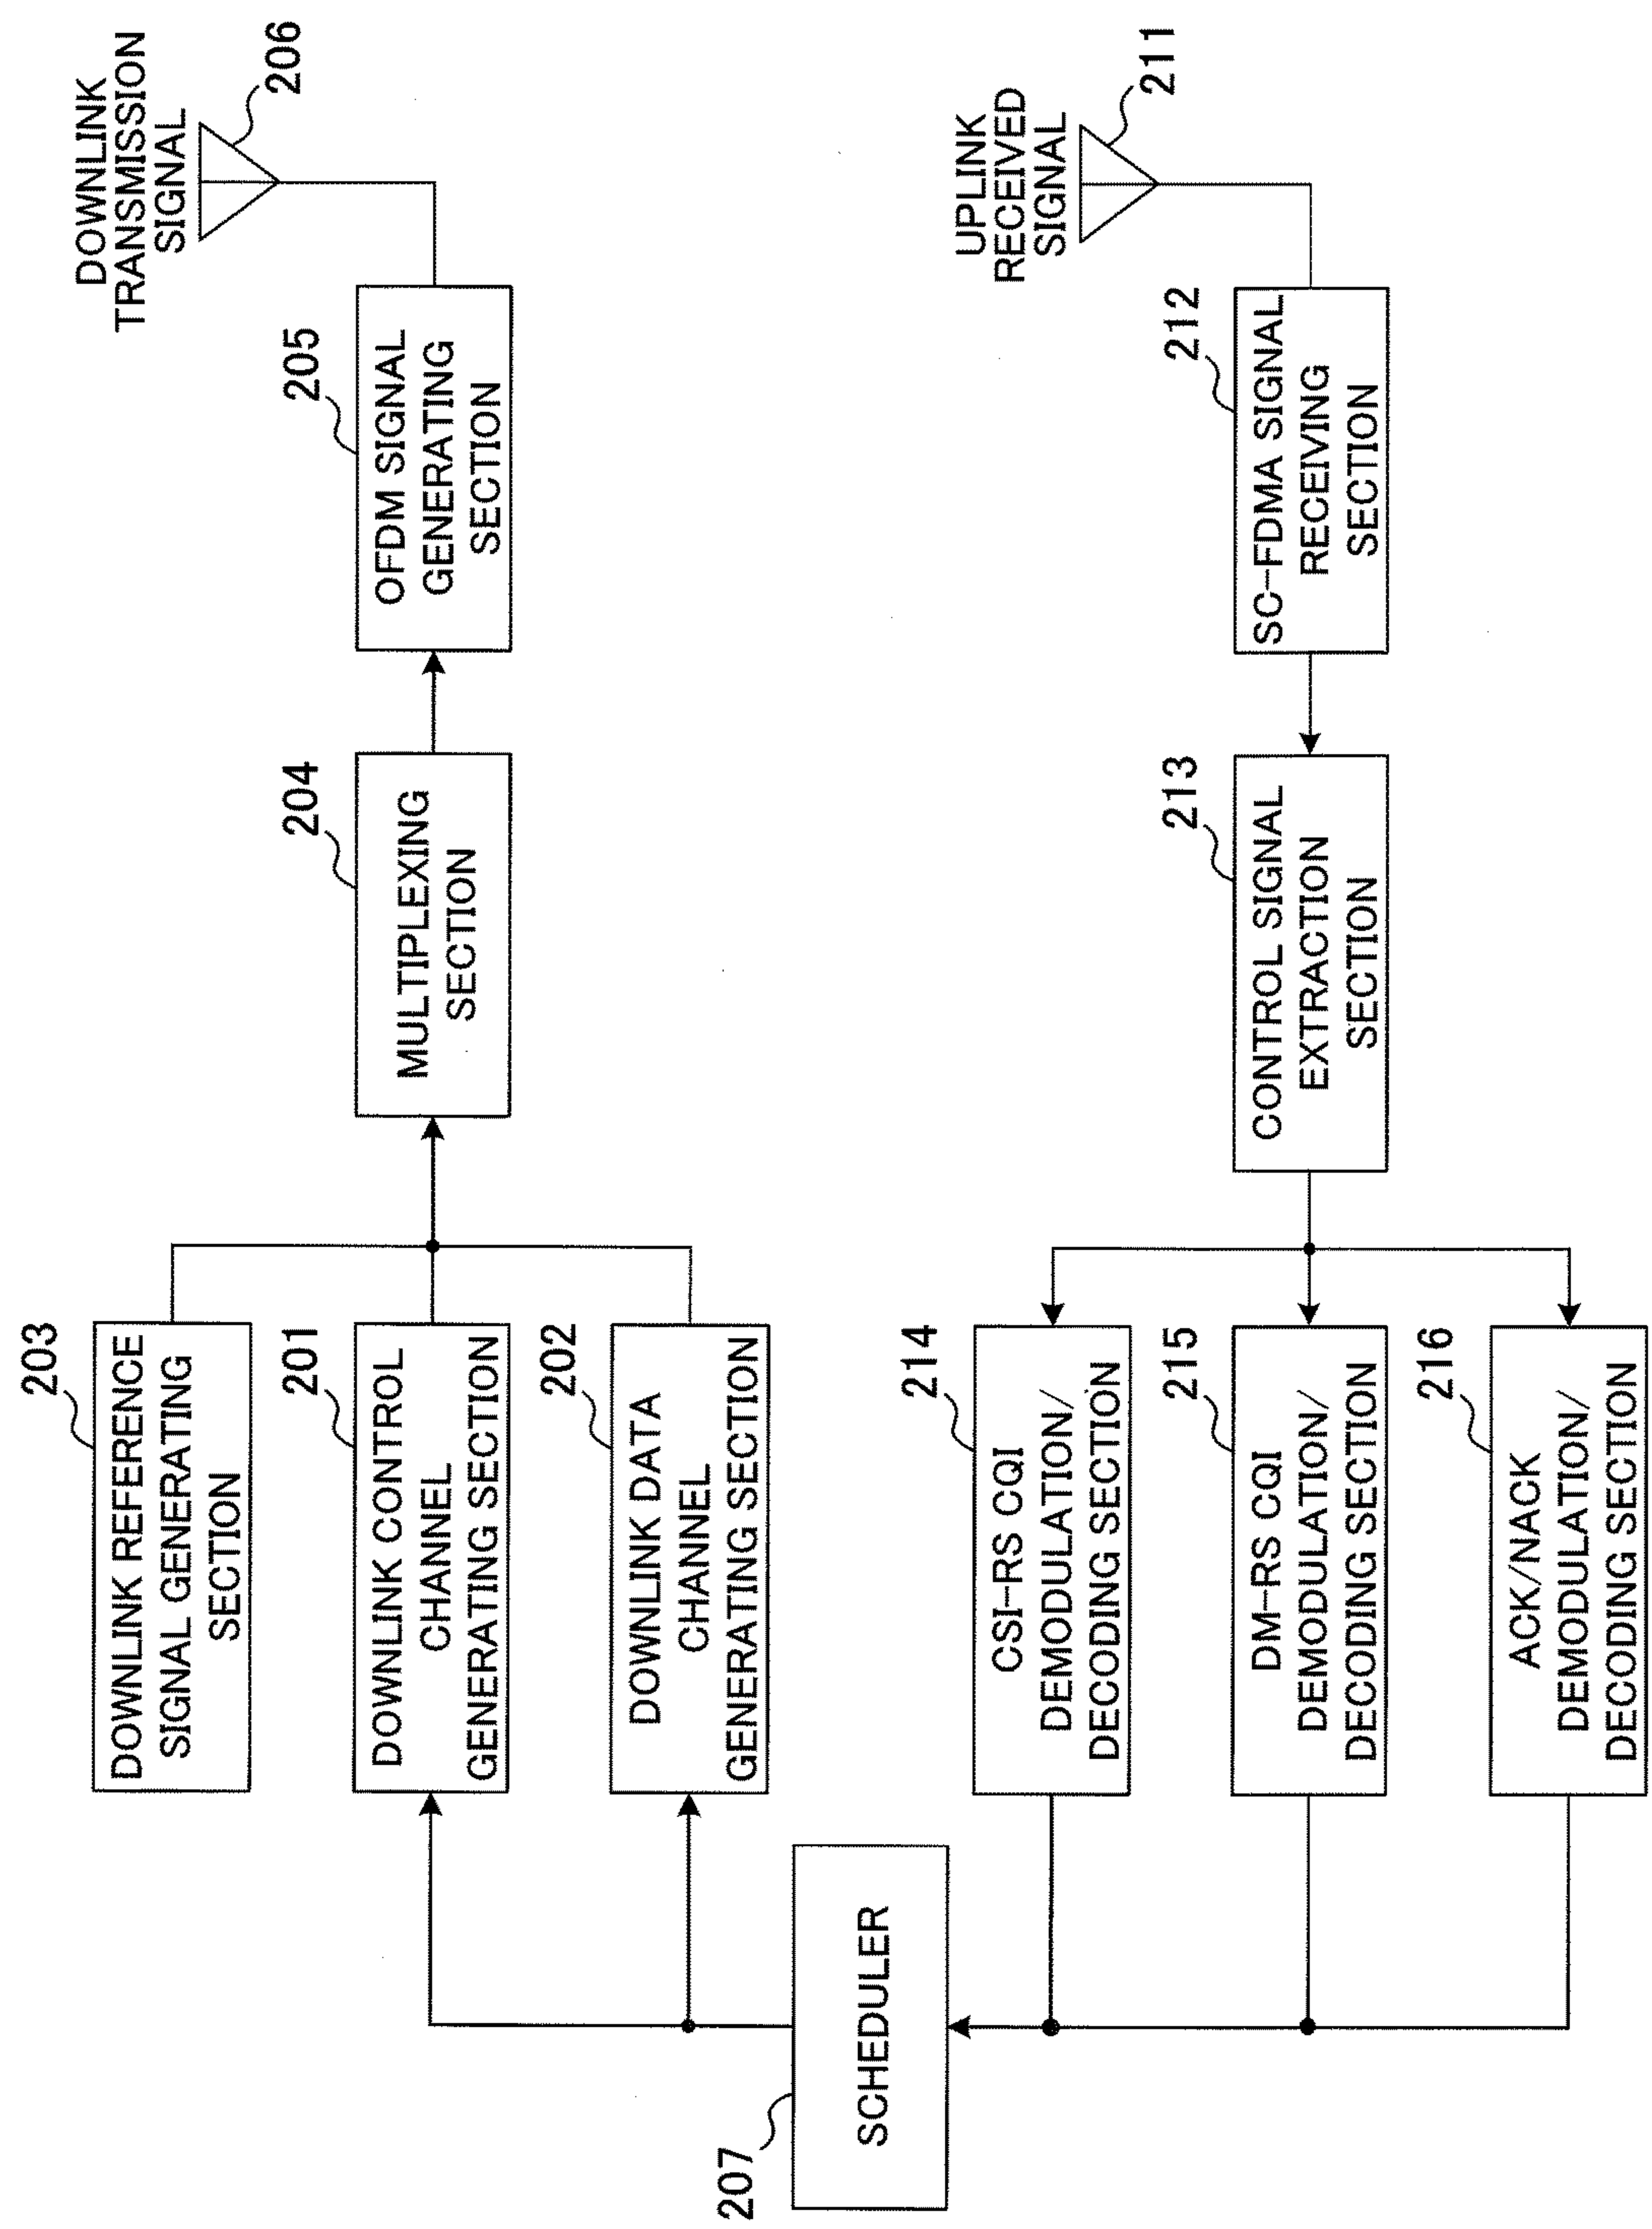 DOWNLINK
TRANSMISSION
SIGNAL
206
205
OFDM SIGNAL
GENERATING
SECTION
204
MULTIPLEXING
SECTION
203
DOWNLINK REFERENCE
SIGNAL GENERATING
SECTION
201
DOWNLINK CONTROL
CHANNEL
GENERATING SECTION
202
DOWNLINK DATA
CHANNEL
GENERATING SECTION
207
SCHEDULER
UPLINK
RECEIVED
SIGNAL
211
212
SC-FDMA SIGNAL
RECEIVING
SECTION
213
CONTROL SIGNAL
EXTRACTION
SECTION
214
CSI-RS CQI
DEMODULATION/
DECODING SECTION
215
DM-RS CQI
DEMODULATION/
DECODING SECTION
216
ACK/NACK
DEMODULATION/
DECODING SECTION